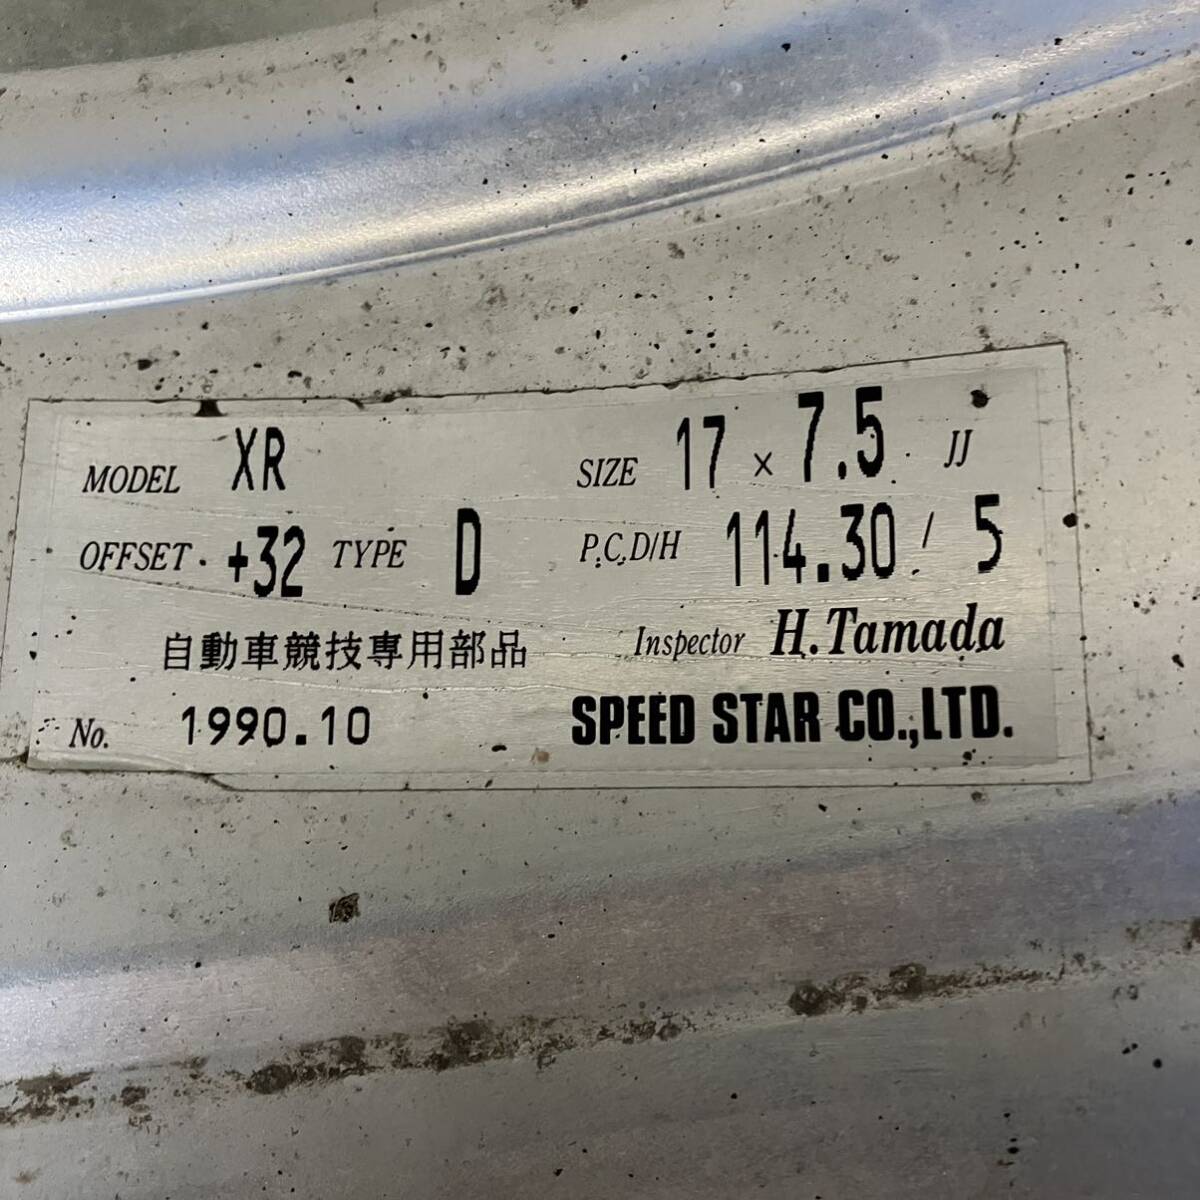 MODEL XR SIZE 17 × 7.5 JJ
OFFSET +32 TYPE D P.C.D/H 114.30 / 5
自動車競技専用部品 Inspector H.Tamada
No. 1990.10 SPEED STAR CO.,LTD.